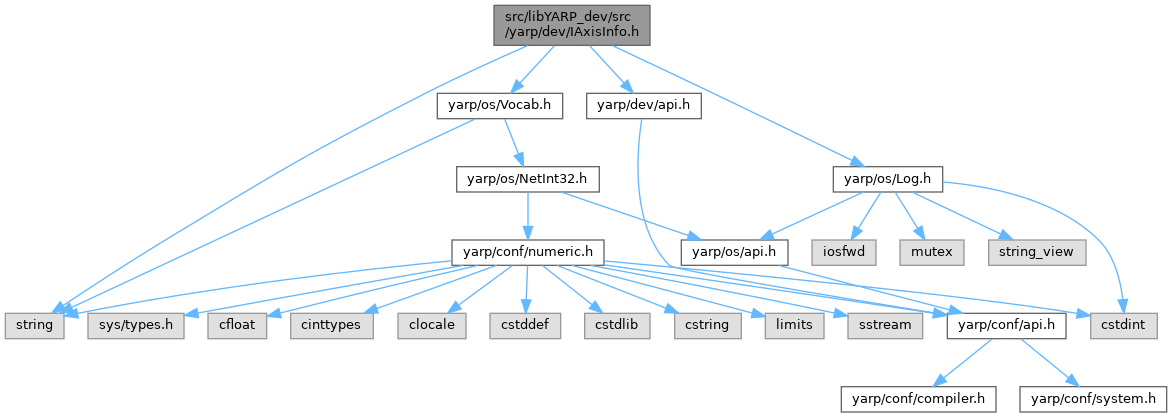 src/libYARP_dev/src
/yarp/dev/IAxisInfo.h
yarp/os/Vocab.h
yarp/dev/api.h
yarp/os/NetInt32.h
yarp/os/Log.h
yarp/conf/numeric.h
yarp/os/api.h
iosfwd
mutex
string_view
string
sys/types.h
cfloat
cinttypes
clocale
cstddef
cstdlib
cstring
limits
sstream
yarp/conf/api.h
cstdint
yarp/conf/compiler.h
yarp/conf/system.h